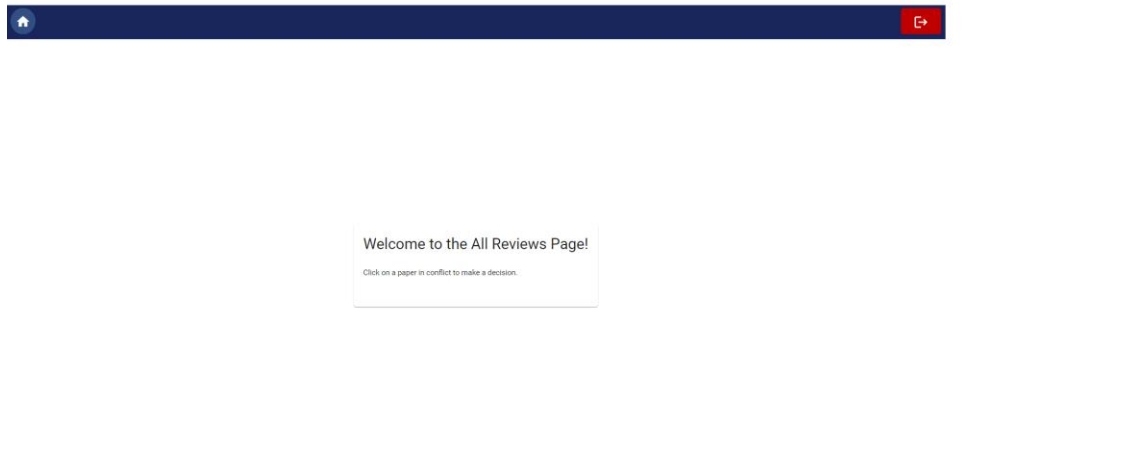 Welcome to the All Reviews Page!
Click on a paper in conflict to make a decision.